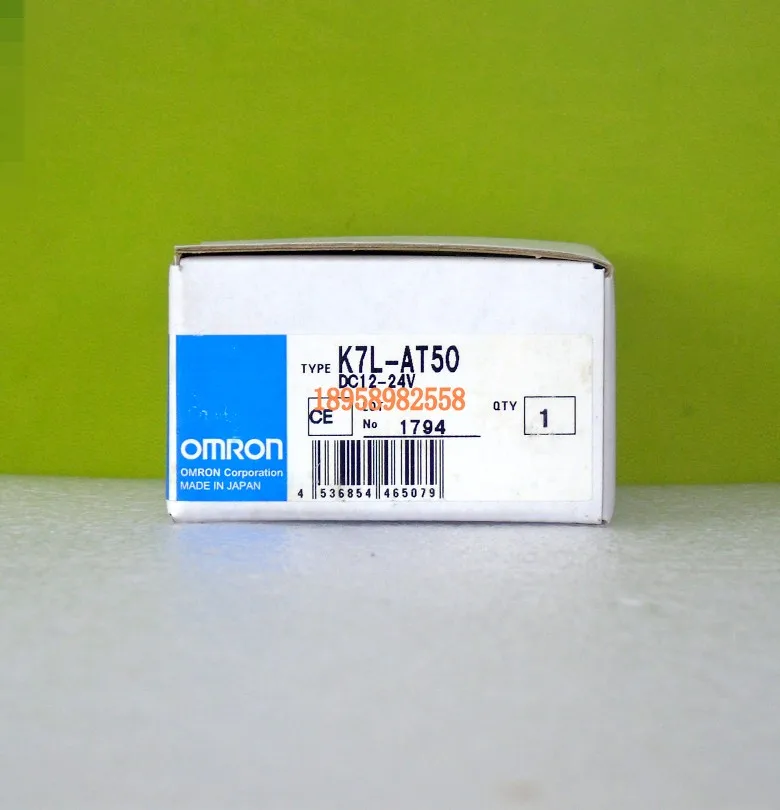 TYPE K7L-AT50
DC12-24V
18958982558
CE
LOT
No 1794
QTY 1
OMRON
OMRON Corporation
MADE IN JAPAN
4 536854 465079